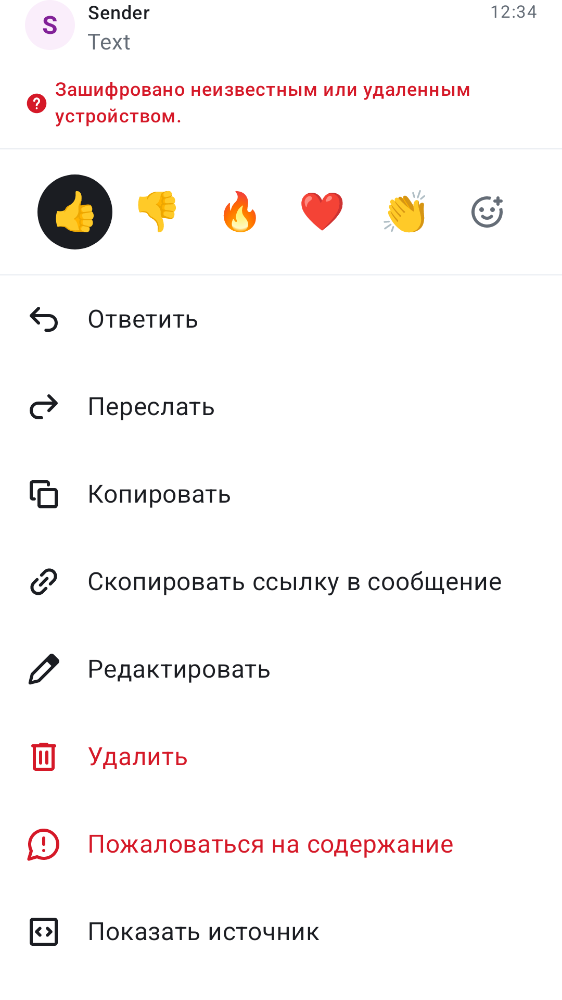 S
Sender
12:34
Text
Зашифровано неизвестным или удаленным
устройством.
Ответить
Переслать
Копировать
Скопировать ссылку в сообщение
Редактировать
Удалить
Пожаловаться на содержание
Показать источник